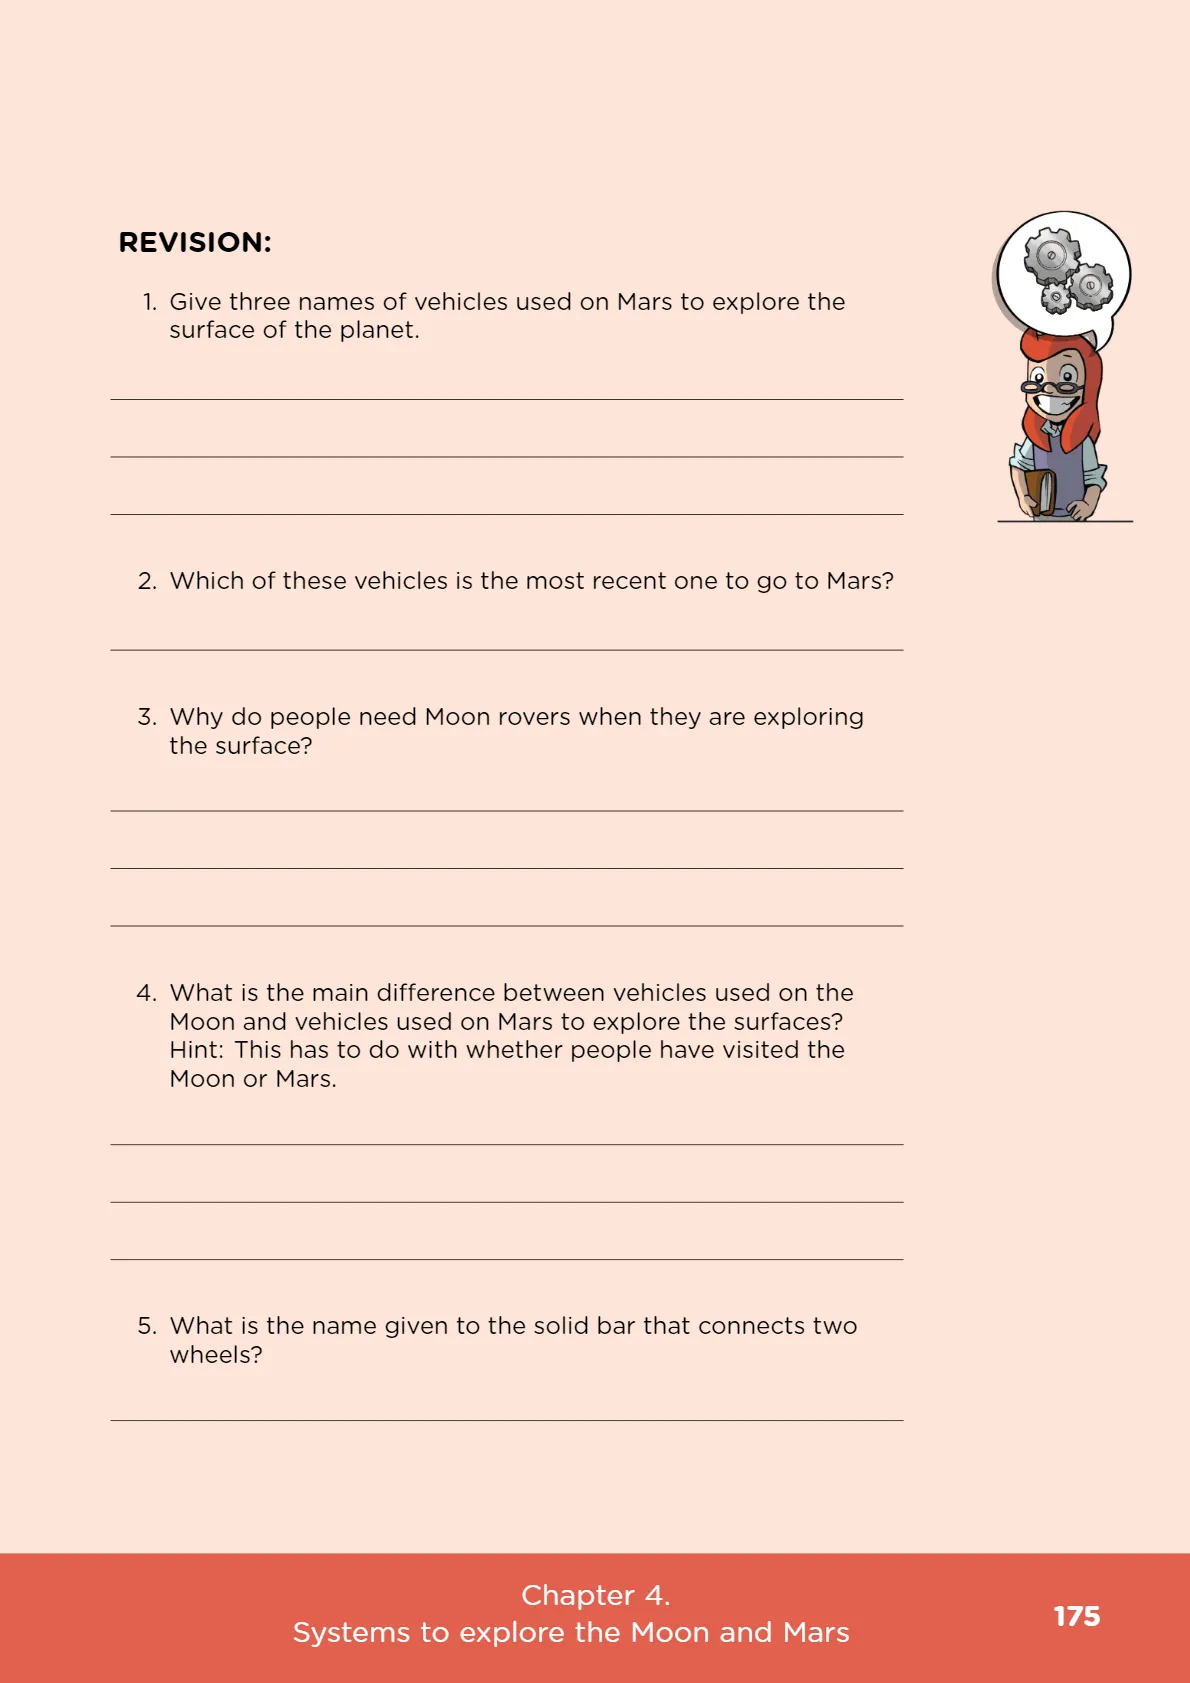 REVISION:
1. Give three names of vehicles used on Mars to explore the
surface of the planet.
2. Which of these vehicles is the most recent one to go to Mars?
3. Why do people need Moon rovers when they are exploring
the surface?
4. What is the main difference between vehicles used on the
Moon and vehicles used on Mars to explore the surfaces?
Hint: This has to do with whether people have visited the
Moon or Mars.
5. What is the name given to the solid bar that connects two
wheels?
Chapter 4.
Systems to explore the Moon and Mars
175